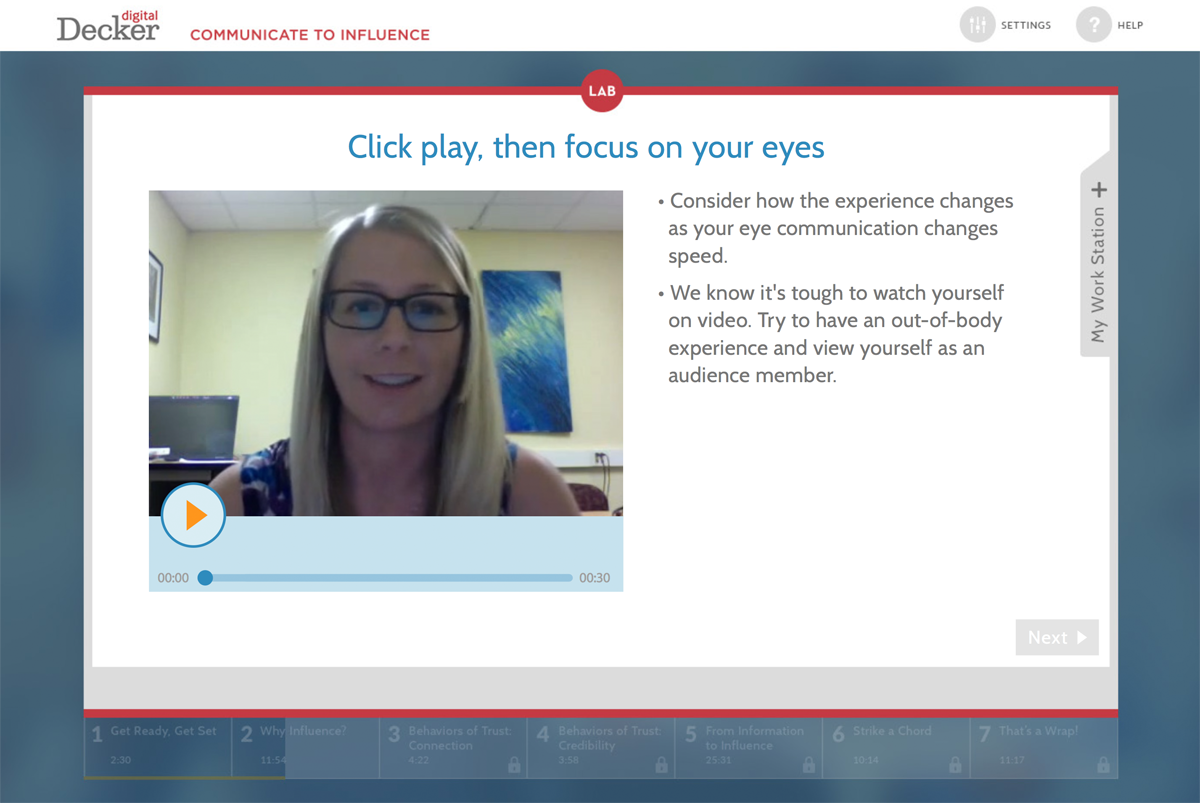 digital
Decker
COMMUNICATE TO INFLUENCE
SETTINGS
?
HELP
LAB
Click play, then focus on your eyes
• Consider how the experience changes
as your eye communication changes
speed.
• We know it's tough to watch yourself
on video. Try to have an out-of-body
experience and view yourself as an
audience member.
My Work Station +
00:00
00:30
Next
1 Get Ready, Get Set
2:30
2 Why Influence?
11:54
3 Behaviors of Trust:
Connection
4:22
4 Behaviors of Trust:
Credibility
3:58
5 From Information
to Influence
25:31
6 Strike a Chord
10:14
7 That's a Wrap!
11:17